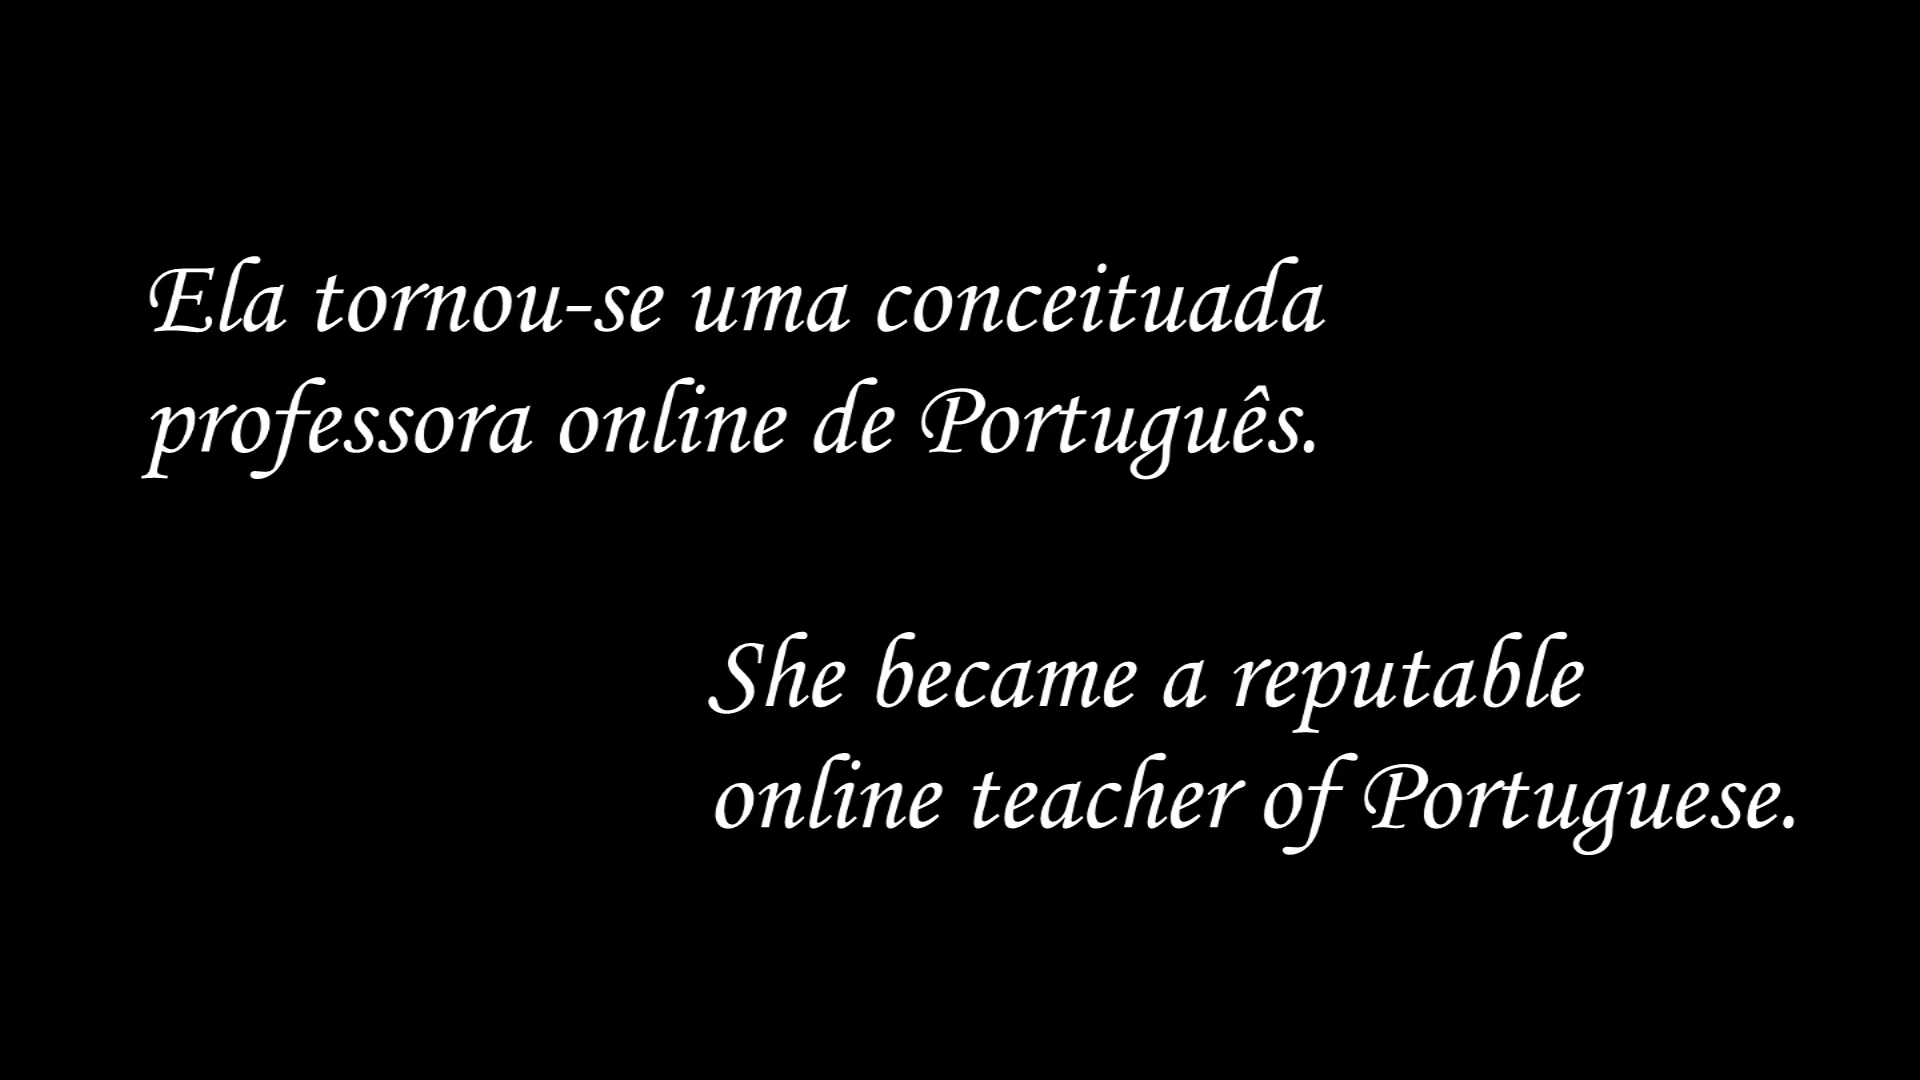 Ela tornou-se uma conceituada
professora online de Português.
She became a reputable
online teacher of Portuguese.